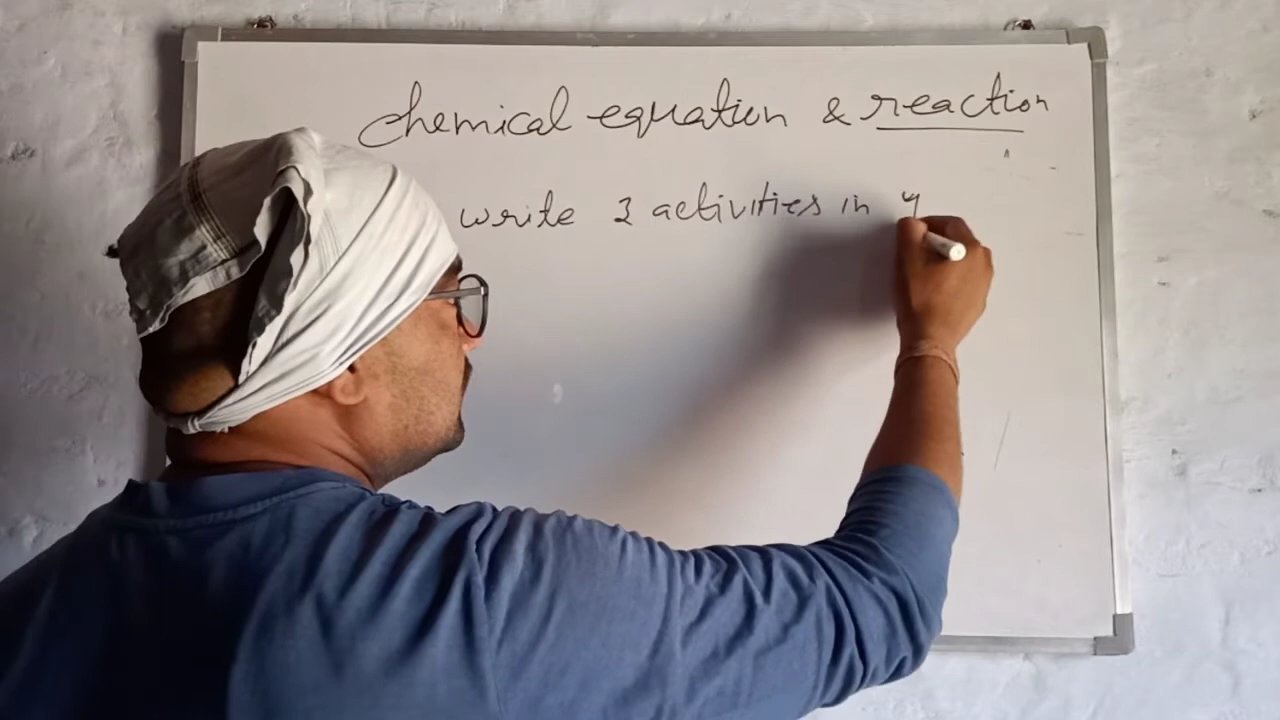 chemical equation & reaction
write 3 activities in y